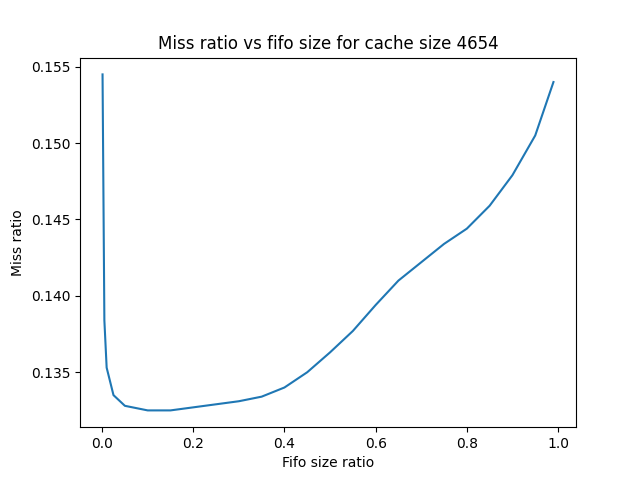 Miss ratio vs fifo size for cache size 4654
0.155
0.150
0.145
0.140
0.135
Miss ratio
0.0 0.2 0.4 0.6 0.8 1.0
Fifo size ratio